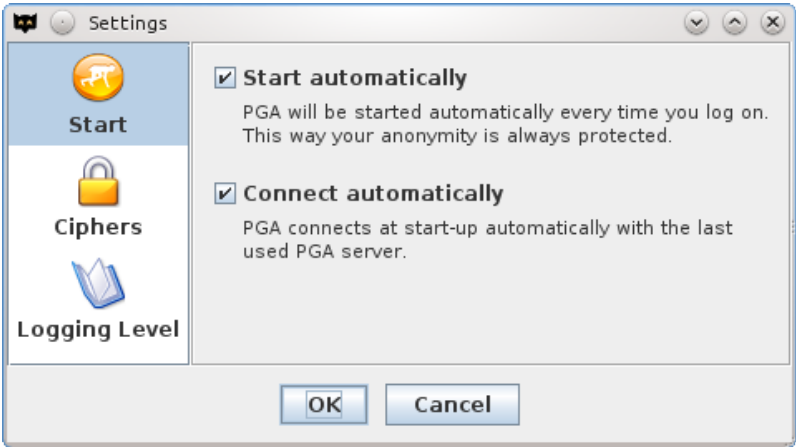 Settings
Start
Ciphers
Logging Level
Start automatically
PGA will be started automatically every time you log on.
This way your anonymity is always protected.
Connect automatically
PGA connects at start-up automatically with the last
used PGA server.
OK
Cancel